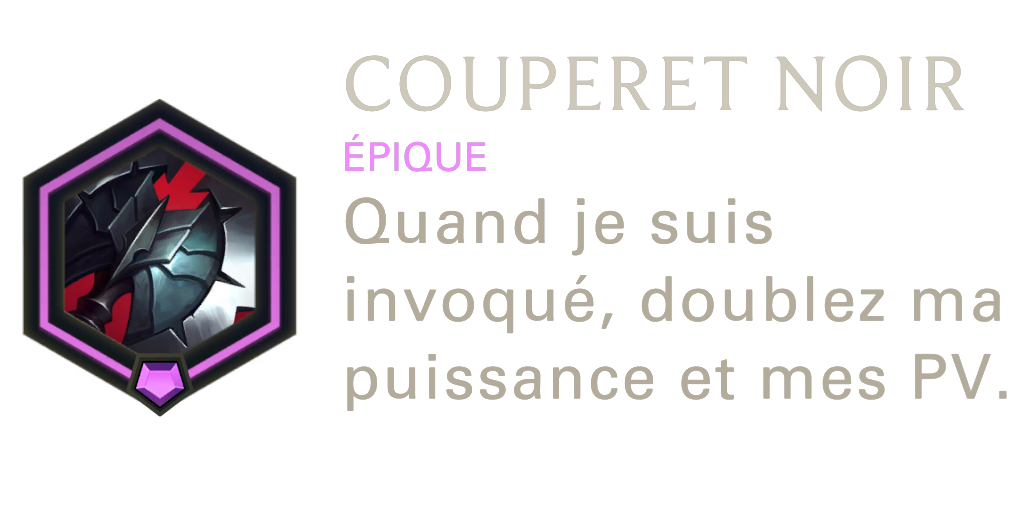 COUPERET NOIR
ÉPIQUE
Quand je suis
invoqué, doublez ma
puissance et mes PV.